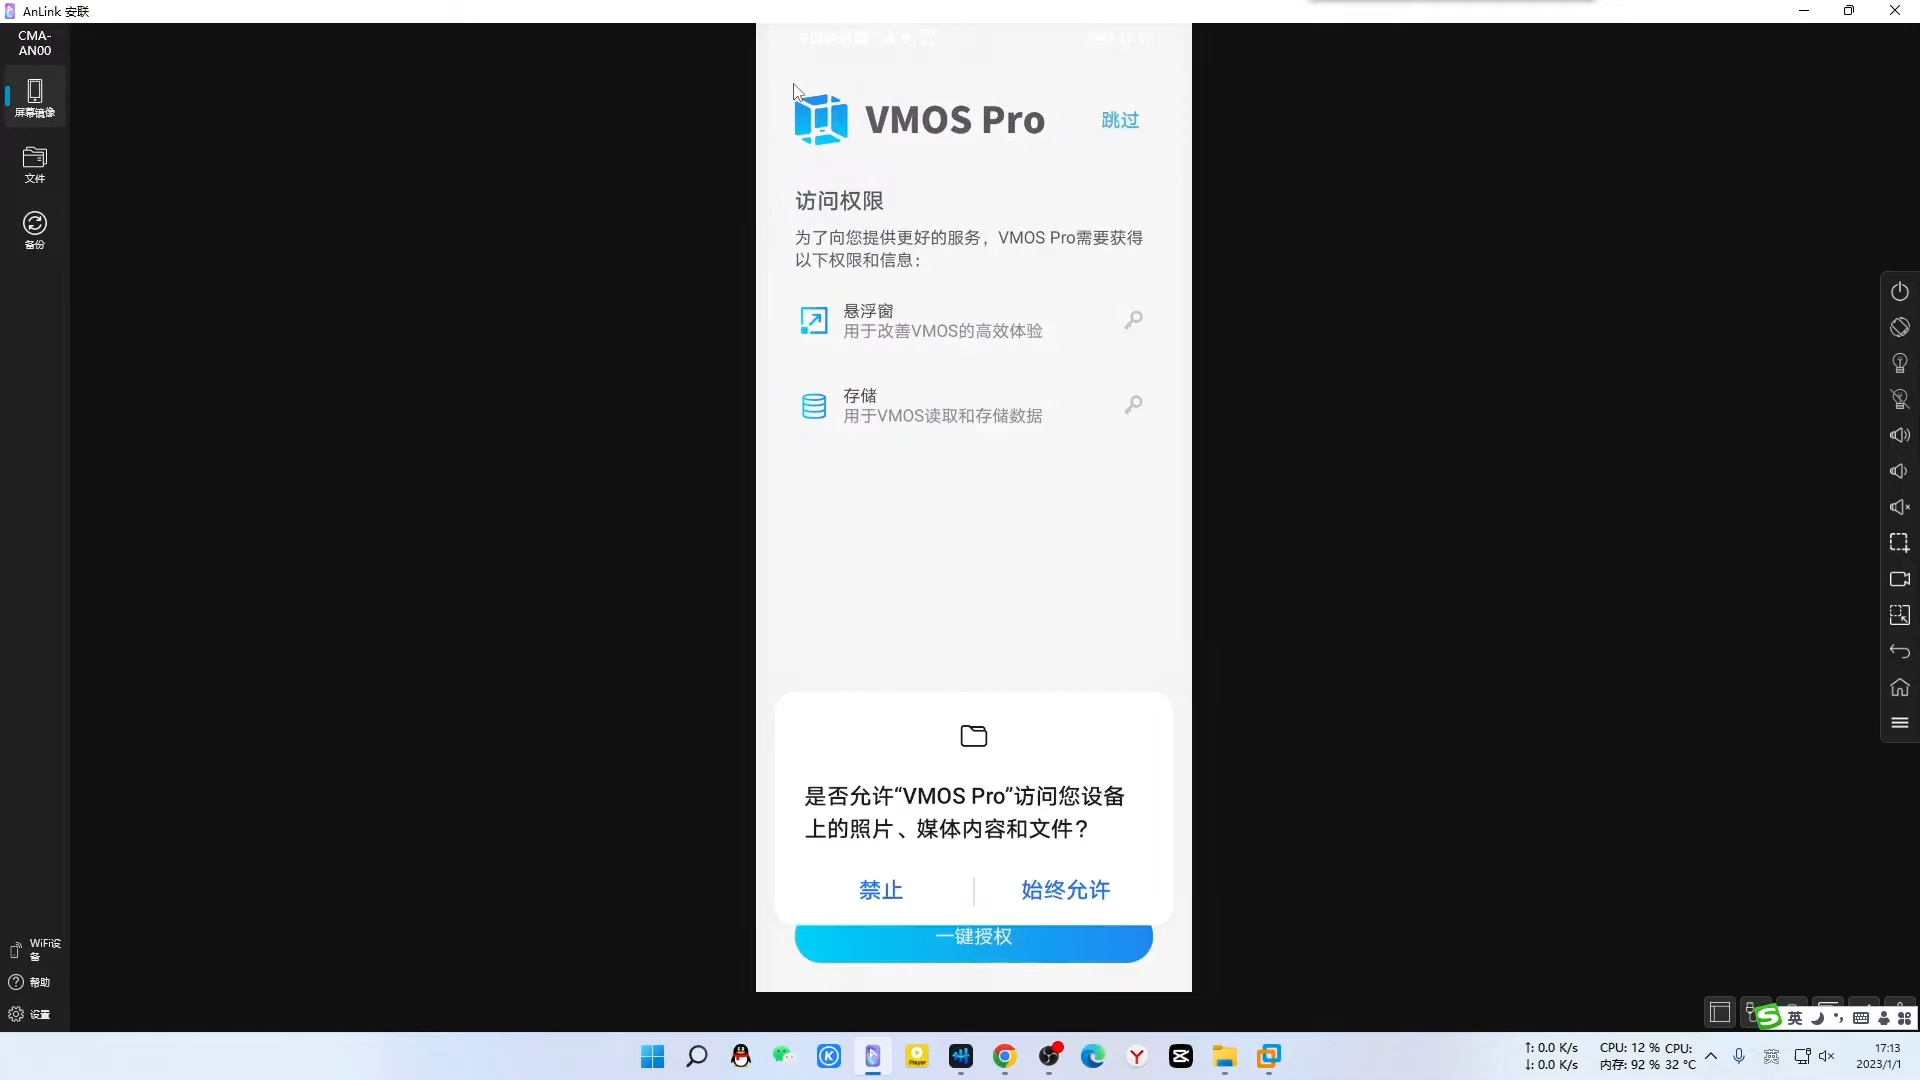 AnLink 安联
CMA-
AN00
屏幕镜像
文件
备份
VMOS Pro
跳过
访问权限
为了向您提供更好的服务，VMOS Pro需要获得
以下权限和信息：
悬浮窗
用于改善VMOS的高效体验
存储
用于VMOS读取和存储数据
是否允许“VMOS Pro”访问您设备
上的照片、媒体内容和文件？
禁止
始终允许
一键授权
WiFi设
备
帮助
设置
英
↑: 0.0 K/s
↓: 0.0 K/s
CPU: 12 % CPU:
内存: 92 % 32 °C
英
17:13
2023/1/1